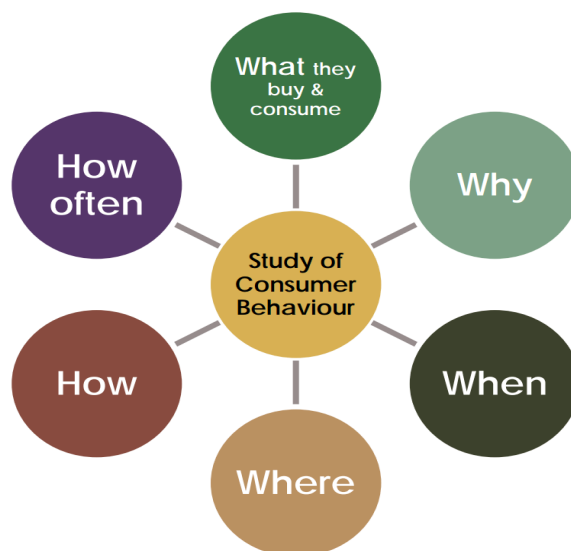 What they
buy &
consume
Why
When
Where
How
How
often
Study of
Consumer
Behaviour